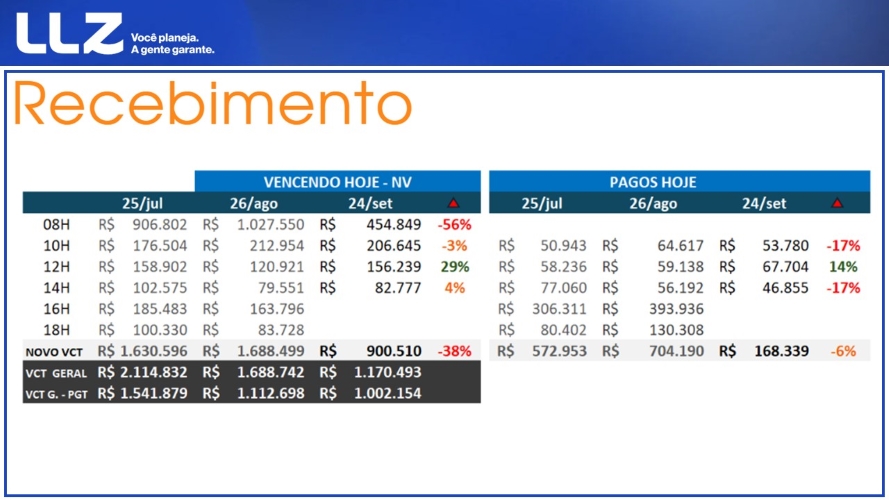 LLZ Você planeja.
A gente garante.
Recebimento
VENCENDO HOJE - NV PAGOS HOJE
25/jul 26/ago 24/set 25/jul 26/ago 24/set
08H R$ 906.802 R$ 1.027.550 R$ 454.849 -56%
10H R$ 176.504 R$ 212.954 R$ 206.645 -3% R$ 50.943 R$ 64.617 R$ 53.780 -17%
12H R$ 158.902 R$ 120.921 R$ 156.239 29% R$ 58.236 R$ 59.138 R$ 67.704 14%
14H R$ 102.575 R$ 79.551 R$ 82.777 4% R$ 77.060 R$ 56.192 R$ 46.855 -17%
16H R$ 185.483 R$ 163.796 R$ 306.311 R$ 393.936
18H R$ 100.330 R$ 83.728 R$ 80.402 R$ 130.308
NOVO VCT R$ 1.630.596 R$ 1.688.499 R$ 900.510 -38% R$ 572.953 R$ 704.190 R$ 168.339 -6%
VCT GERAL R$ 2.114.832 R$ 1.688.742 R$ 1.170.493
VCT G. - PGT R$ 1.541.879 R$ 1.112.698 R$ 1.002.154